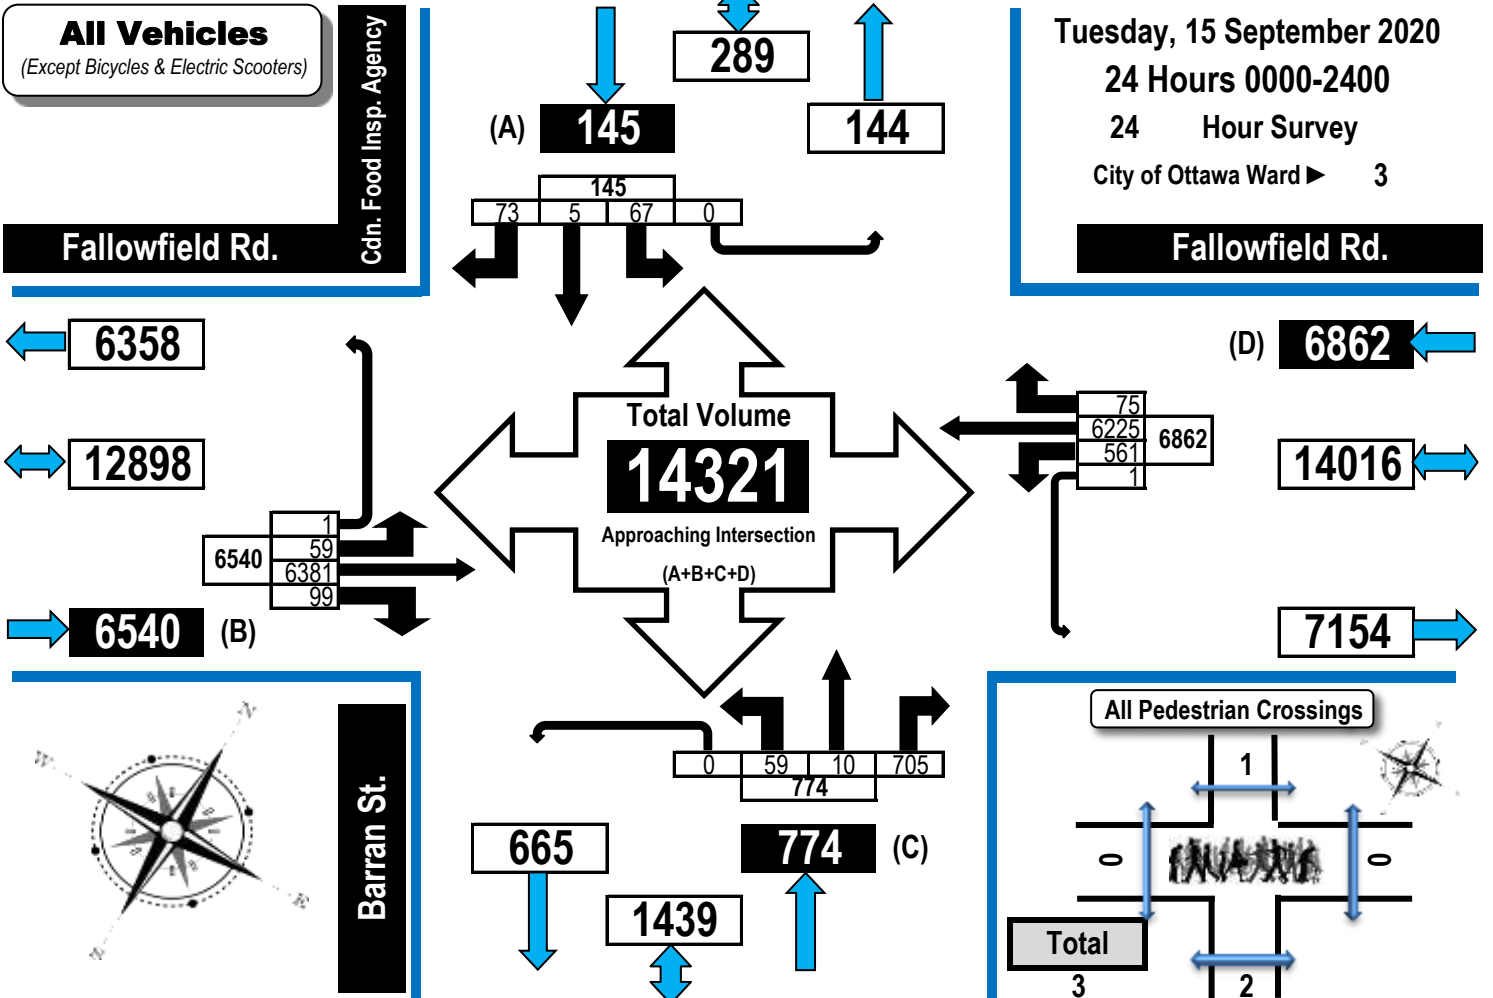 All Vehicles
(Except Bicycles & Electric Scooters)
Cdn. Food Insp. Agency
Fallowfield Rd.
289
(A) 145
144
145
73 5 67 0
Tuesday, 15 September 2020
24 Hours 0000-2400
24 Hour Survey
City of Ottawa Ward ► 3
Fallowfield Rd.
6358
12898
1
59
6540
6381
99
6540 (B)
Total Volume
14321
Approaching Intersection
(A+B+C+D)
(D) 6862
75
6225
6862
561
1
14016
7154
N
W
E
S
Barran St.
0 59 10 705
774
665
774 (C)
1439
All Pedestrian Crossings
1
0
0
Total
3
2